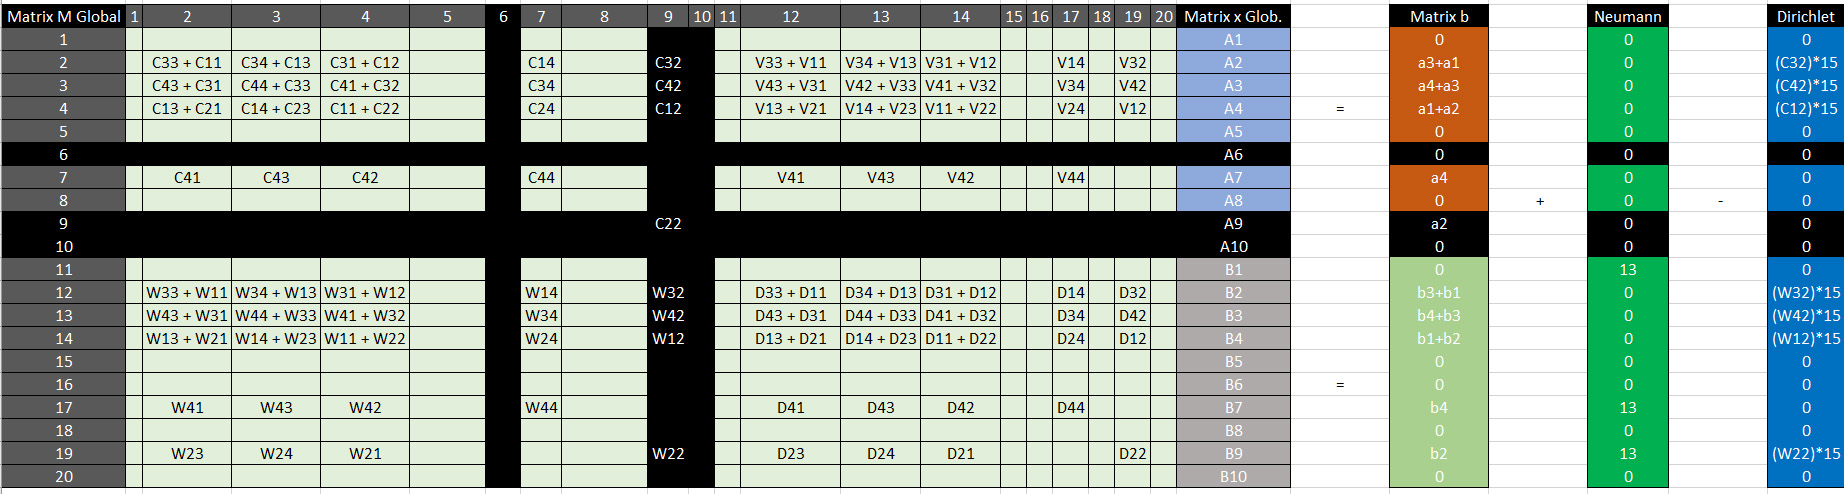 Matrix M Global 1 2 3 4 5 6 7 8 9 10 11 12 13 14 15 16 17 18 19 20 Matrix x Glob. Matrix b Neumann Dirichlet
1 A1 0 0 0
2 C33 + C11 C34 + C13 C31 + C12 C14 C32 V33 + V11 V34 + V13 V31 + V12 V14 V32 A2 a3+a1 0 (C32)*15
3 C43 + C31 C44 + C33 C41 + C32 C34 C42 V43 + V31 V42 + V33 V41 + V32 V34 V42 A3 a4+a3 0 (C42)*15
4 C13 + C21 C14 + C23 C11 + C22 C24 C12 V13 + V21 V14 + V23 V11 + V22 V24 V12 A4 = a1+a2 0 (C12)*15
5 A5 0 0 0
6 A6 0 0 0
7 C41 C43 C42 C44 V41 V43 V42 V44 A7 a4 0 0
8 A8 0 + 0 - 0
9 C22 A9 a2 0 0
10 A10 0 0 0
11 B1 0 13 0
12 W33 + W11 W34 + W13 W31 + W12 W14 W32 D33 + D11 D34 + D13 D31 + D12 D14 D32 B2 b3+b1 0 (W32)*15
13 W43 + W31 W44 + W33 W41 + W32 W34 W42 D43 + D31 D44 + D33 D41 + D32 D34 D42 B3 b4+b3 0 (W42)*15
14 W13 + W21 W14 + W23 W11 + W22 W24 W12 D13 + D21 D14 + D23 D11 + D22 D24 D12 B4 b1+b2 0 (W12)*15
15 B5 0 0 0
16 B6 = 0 0 0
17 W41 W43 W42 W44 D41 D43 D42 D44 B7 b4 13 0
18 B8 0 0 0
19 W23 W24 W21 W22 D23 D24 D21 D22 B9 b2 13 (W22)*15
20 B10 0 0 0